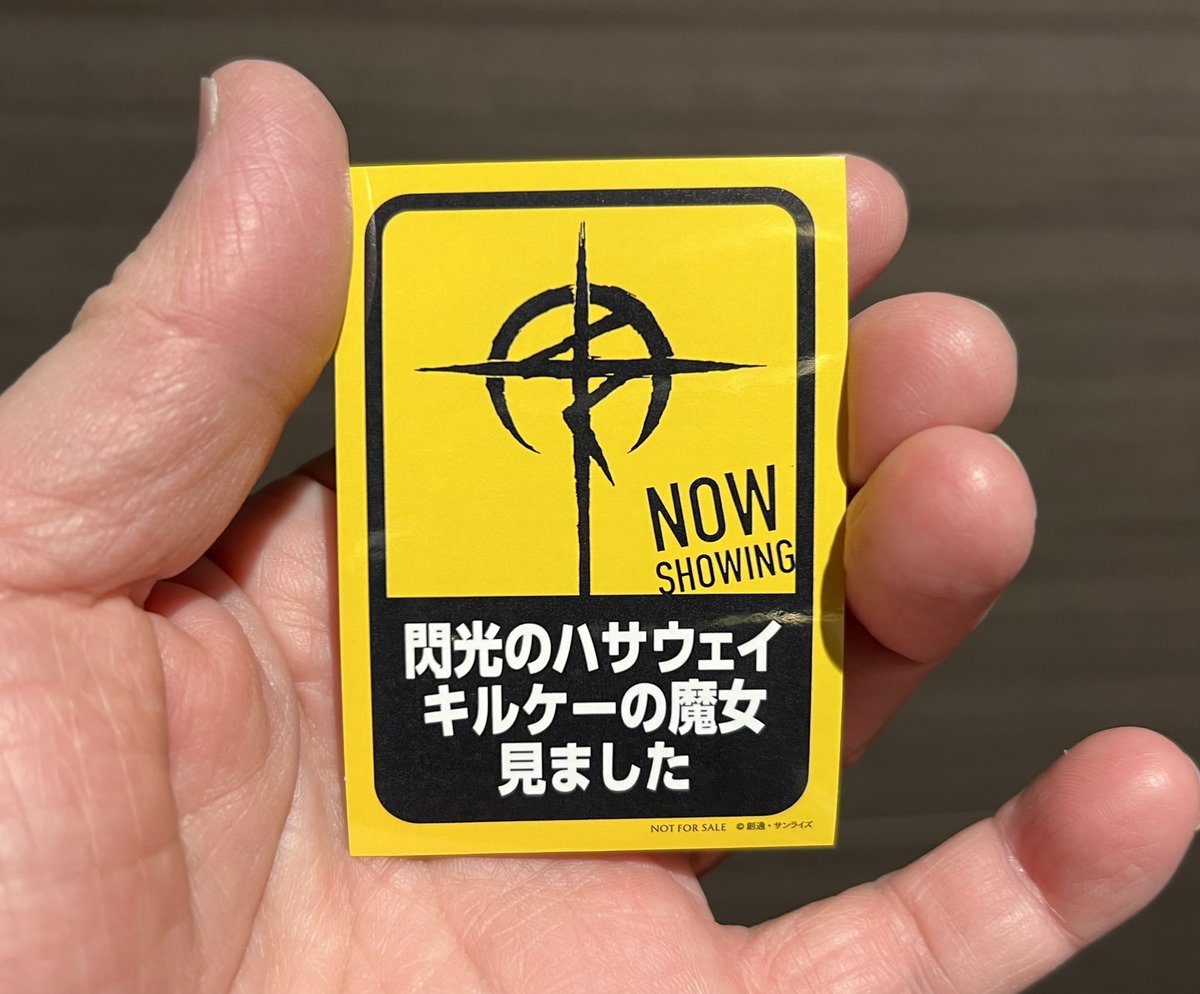 NOW
SHOWING
閃光のハサウェイ
キルケーの魔女
見ました
NOT FOR SALE © 創通・サンライズ